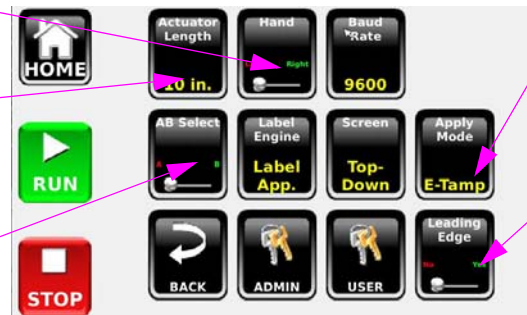 HOME
Actuator
Length
10 in.
Hand
Right
Baud
Rate
9600
RUN
AB Select
A
B
Label
Engine
Label
App.
Screen
Top-
Down
Apply
Mode
E-Tamp
STOP
BACK
ADMIN
USER
Leading
Edge
No
Yes